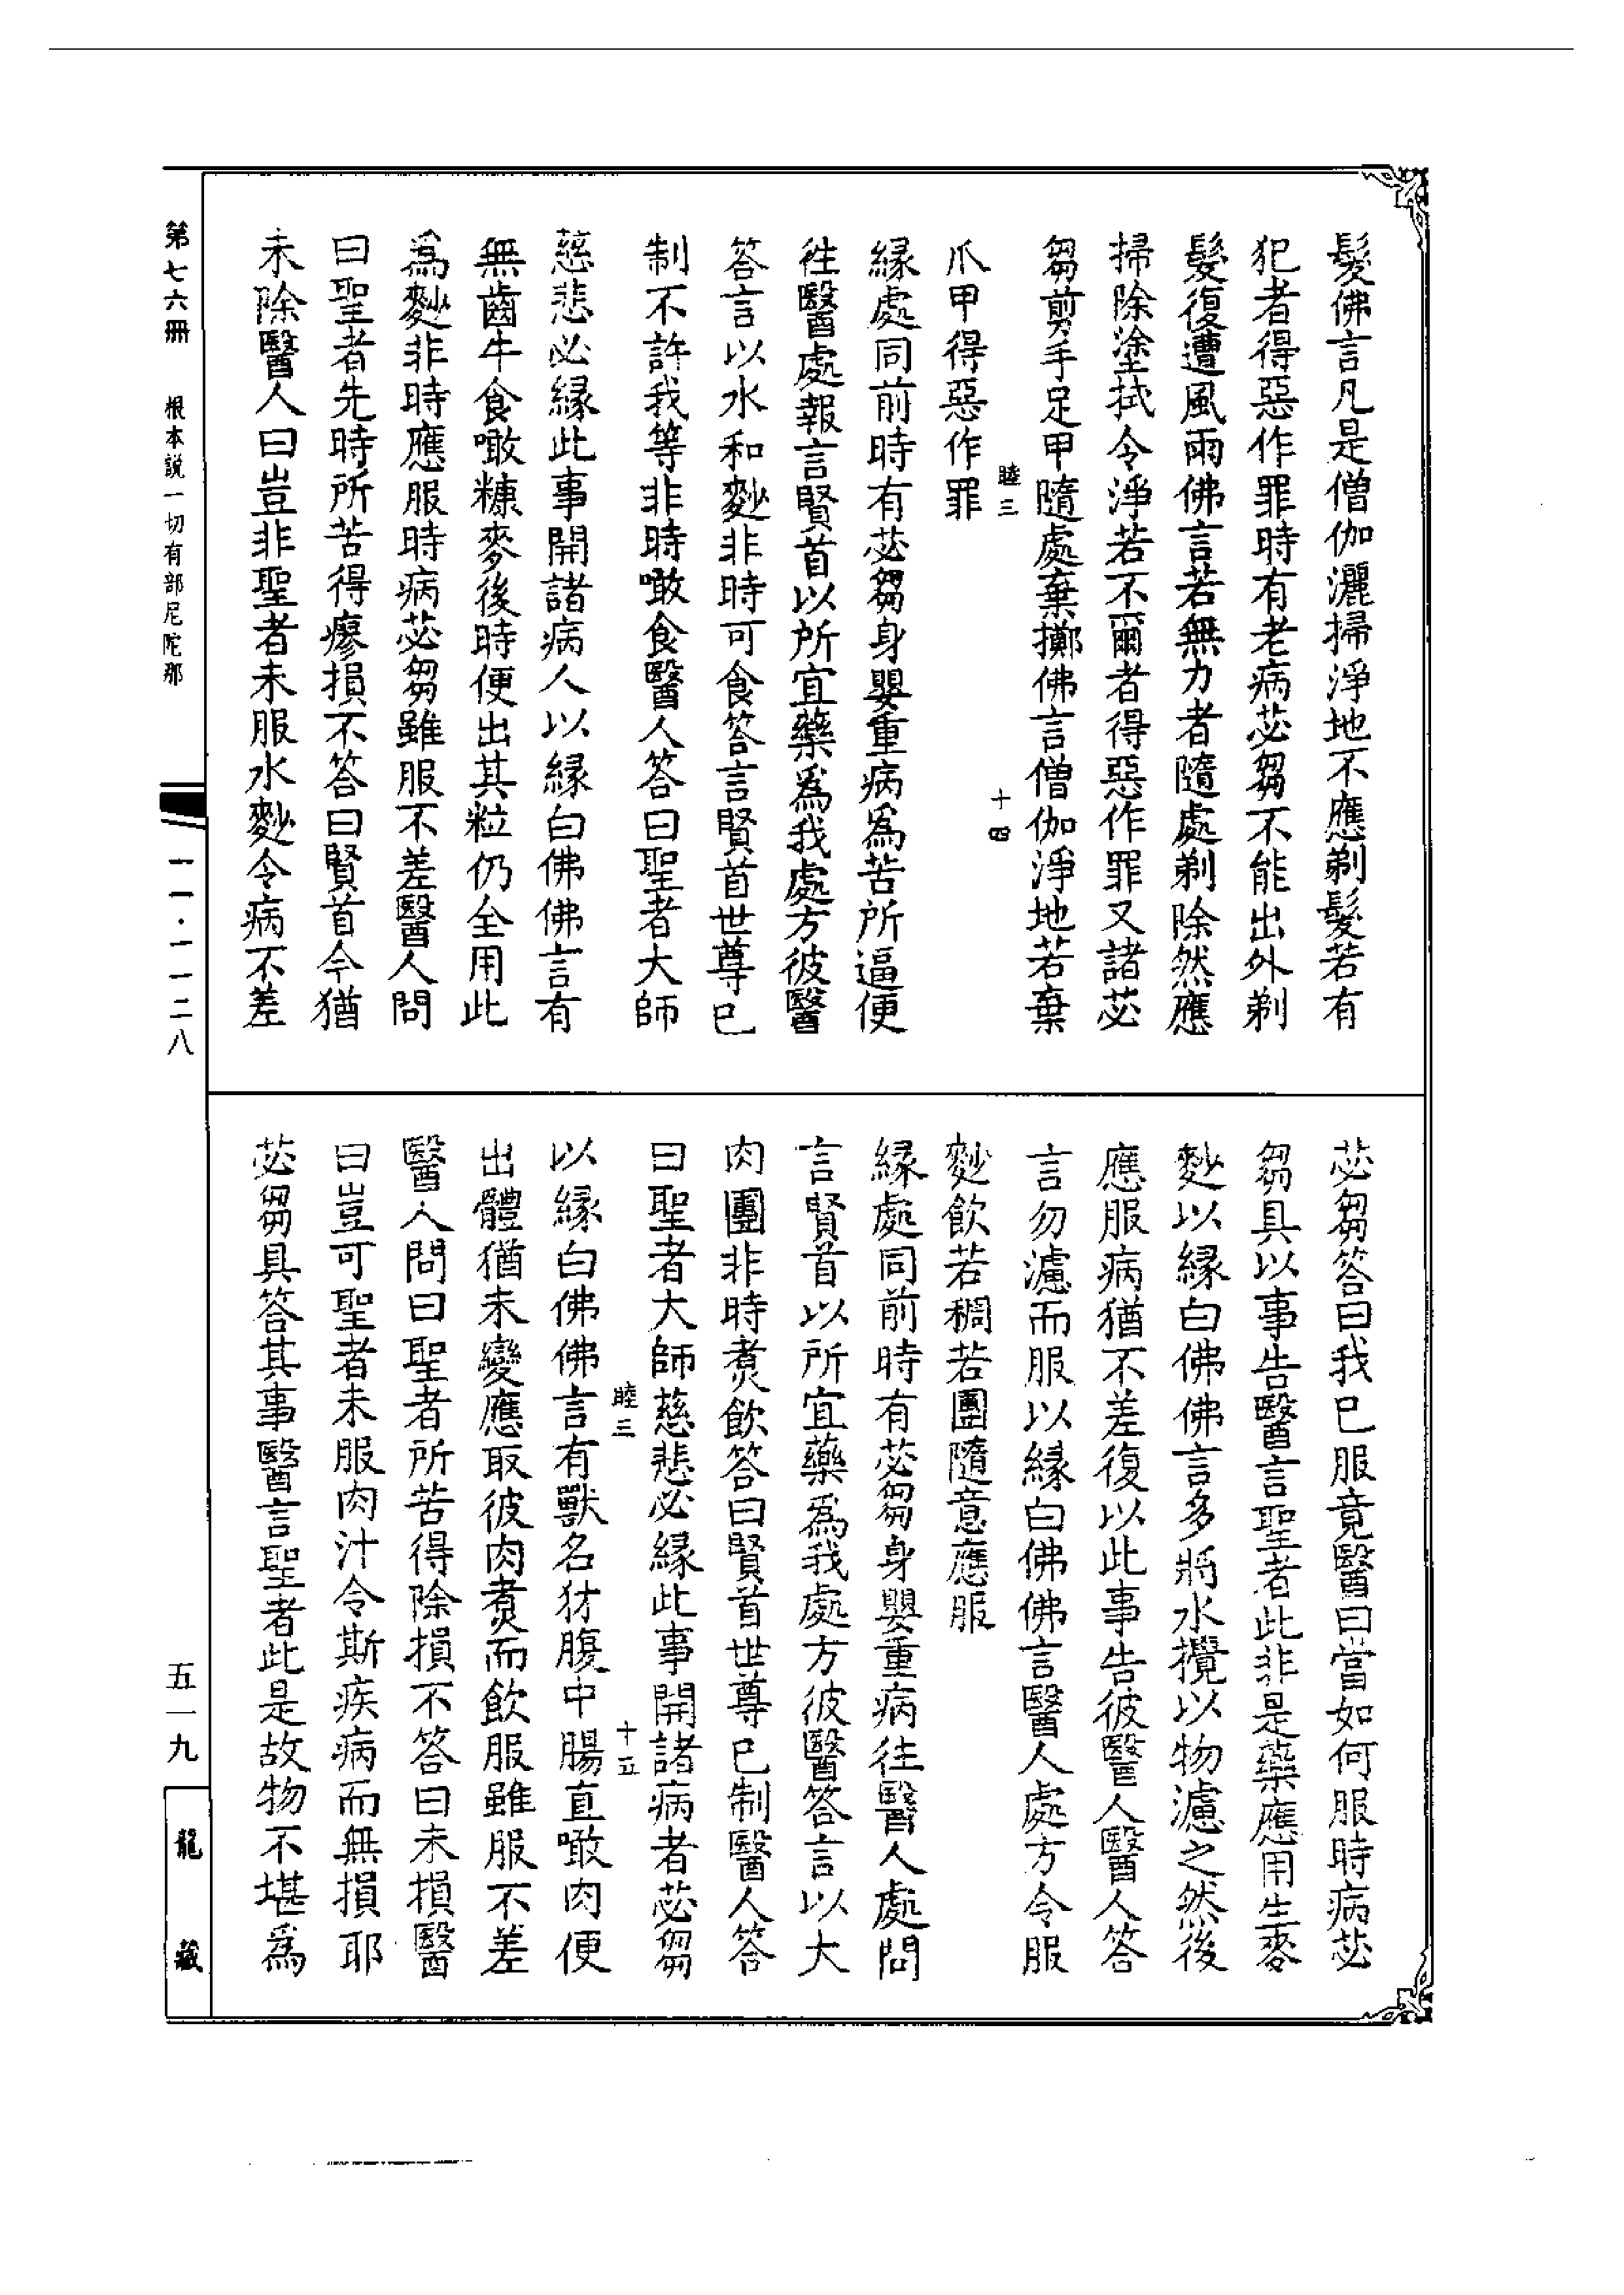 髮佛言凡是僧伽灑掃淨地不應剃髮若有
犯者得惡作罪時有老病苾芻不能出外剃
髮復遭風雨佛言若無力者隨處剃除然應
掃除塗拭令淨若不爾者得惡作罪又諸苾
芻剪手足甲隨處棄擲佛言僧伽淨地若棄
睦三
十四
爪甲得惡作罪
緣處同前時有苾芻身嬰重病爲苦所逼便
往醫處報言賢首以所宜藥爲我處方彼醫
答言以水和麨非時可食答言賢首世尊已
制不許我等非時噉食醫人答曰聖者大師
慈悲必緣此事開諸病人以緣白佛佛言有
無齒牛食噉糠麥後時便出其粒仍全用此
爲麨非時應服時病苾芻雖服不差醫人問
曰聖者先時所苦得瘳損不答曰賢首今猶
未除醫人曰豈非聖者未服水麨令病不差
苾芻答曰我已服竟醫曰當如何服時病苾
芻具以事告醫言聖者此非是藥應用生麥
麨以緣白佛佛言多將水攪以物濾之然後
應服病猶不差復以此事告彼醫人醫人答
言勿濾而服以緣白佛佛言醫人處方令服
麨飲若稠若團隨意應服
緣處同前時有苾芻身嬰重病往醫人處問
言賢首以所宜藥爲我處方彼醫答言以大
肉團非時煮飲答曰賢首世尊已制醫人答
曰聖者大師慈悲必緣此事開諸病者苾芻
睦三
十五
以緣白佛佛言有獸名犲腹中腸直噉肉便
出體猶未變應取彼肉煮而飲服雖服不差
醫人問曰聖者所苦得除損不答曰未損醫
曰豈可聖者未服肉汁令斯疾病而無損耶
苾芻具答其事醫言聖者此是故物不堪爲
第七六冊　根本說一切有部尼陀那
一一·一一二八
五一九
龍藏